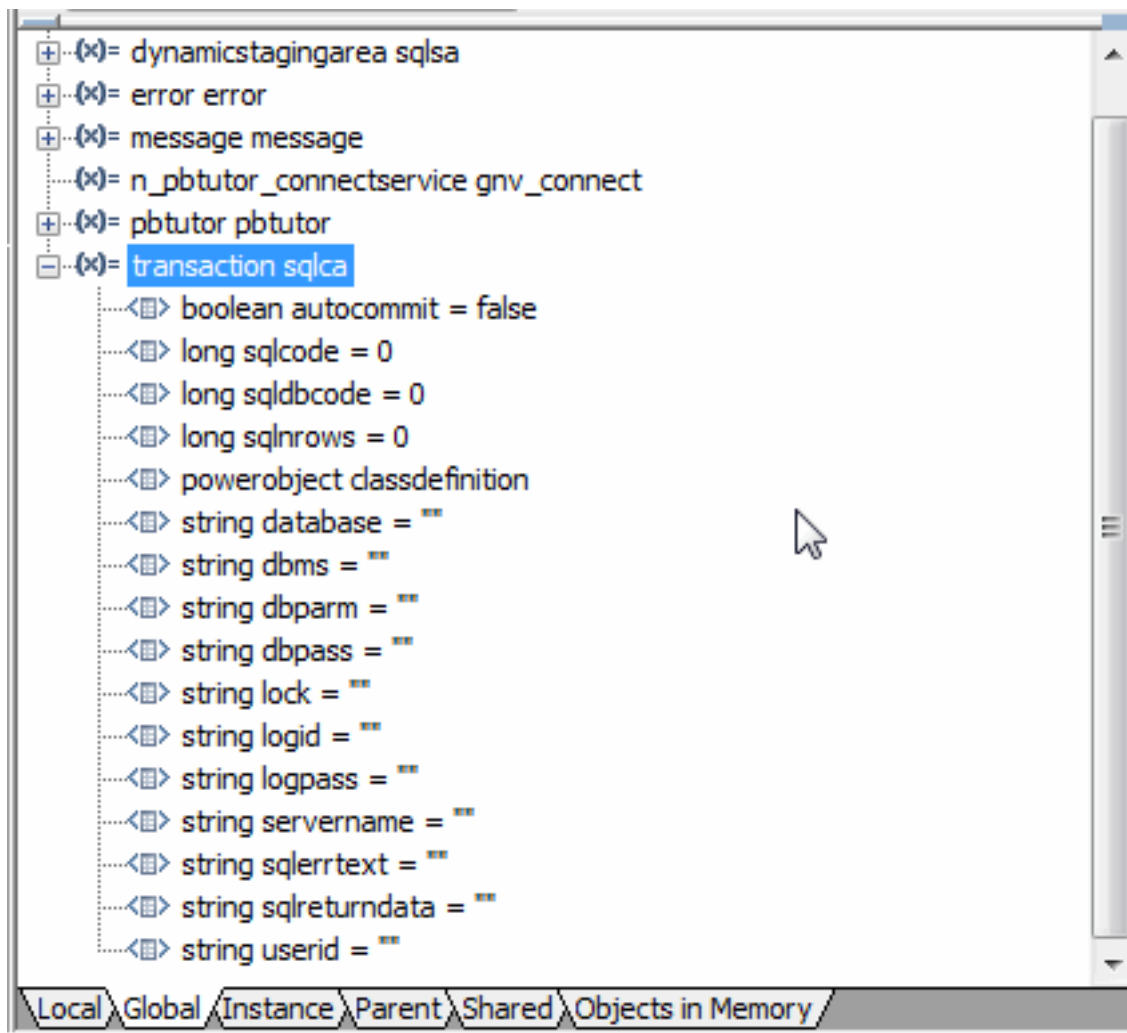 (x)= dynamicstagingarea sqlsa
(x)= error error
(x)= message message
(x)= n_pbtutor_connectservice gnv_connect
(x)= pbtutor pbtutor
(x)= transaction sqlca
boolean autocommit = false
long sqlcode = 0
long sqldbcode = 0
long sqlnrows = 0
powerobject classdefinition
string database = ""
string dbms = ""
string dbparm = ""
string dbpass = ""
string lock = ""
string logid = ""
string logpass = ""
string servername = ""
string sqlerrtext = ""
string sqlreturndata = ""
string userid = ""
Local Global Instance Parent Shared Objects in Memory